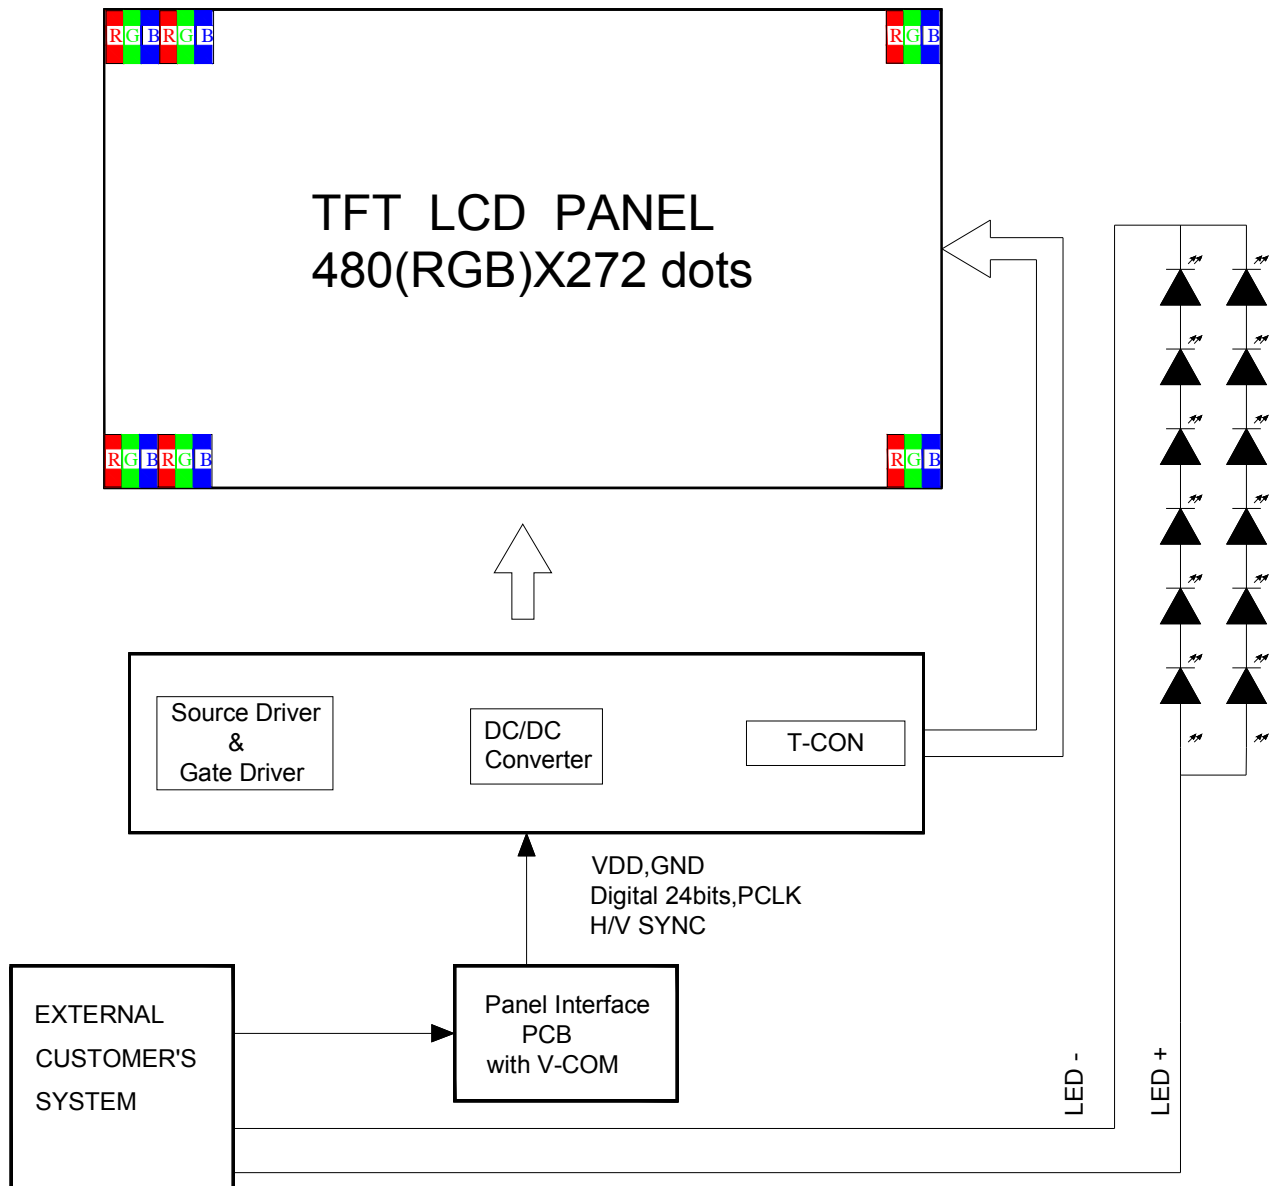 RGBRGB
RGB
TFT LCD PANEL
480(RGB)X272 dots
RGBRGB
RGB
Source Driver
&
Gate Driver
DC/DC
Converter
T-CON
VDD,GND
Digital 24bits,PCLK
H/V SYNC
EXTERNAL
CUSTOMER'S
SYSTEM
Panel Interface
PCB
with V-COM
LED -
LED +